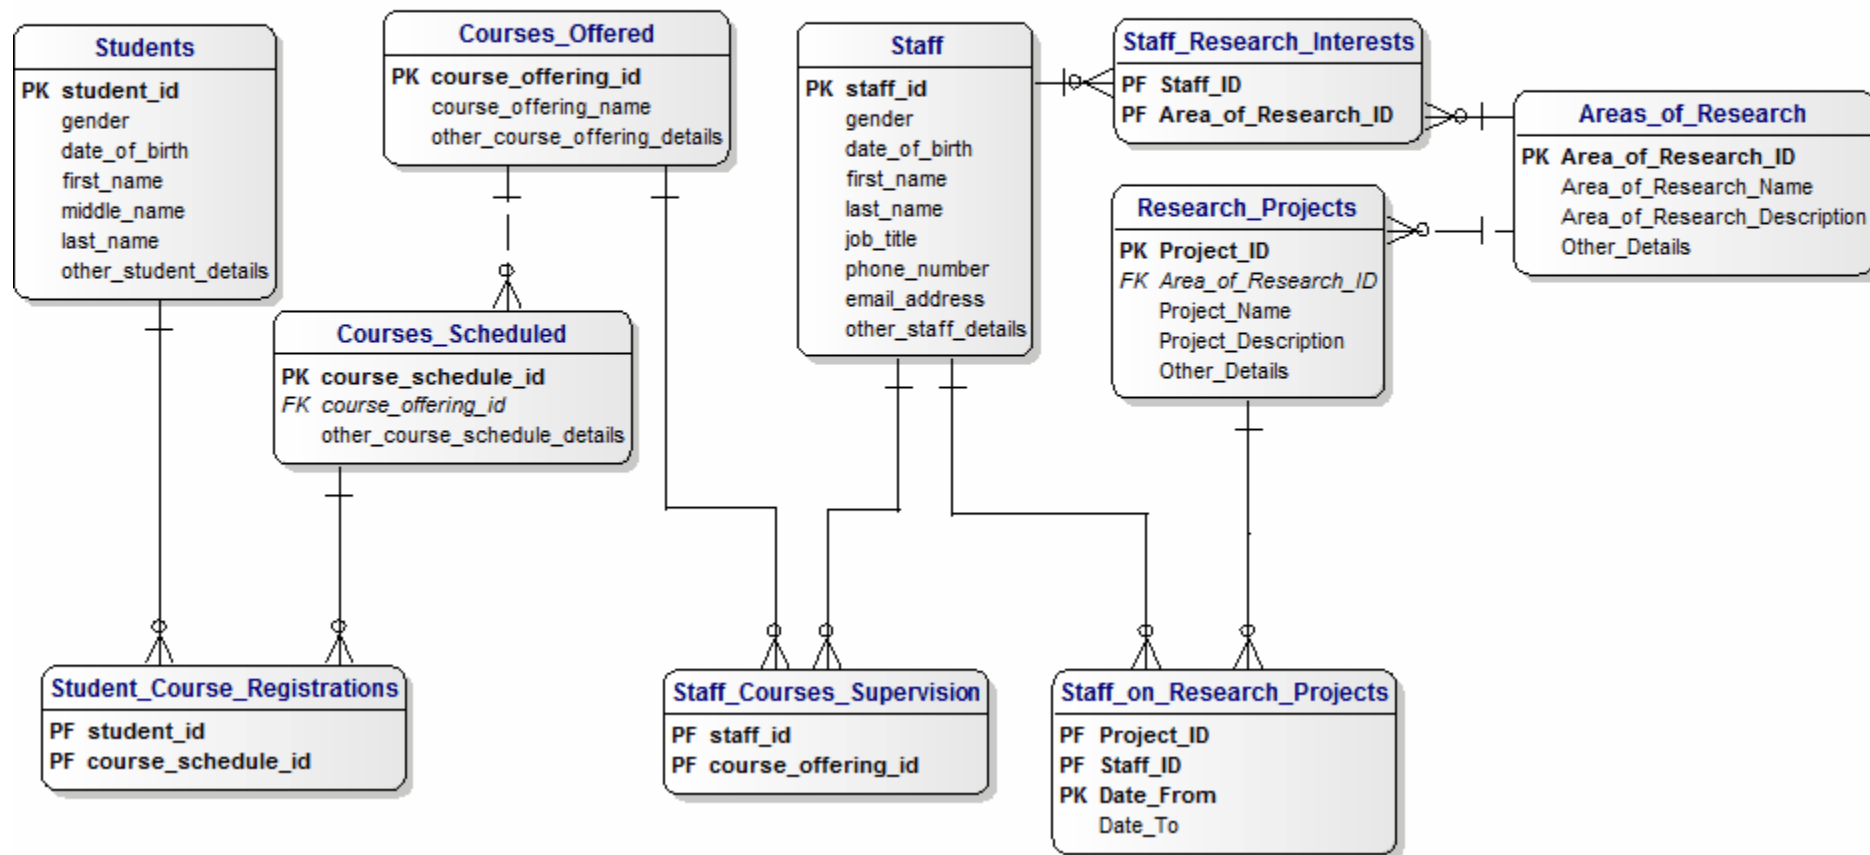 Students
PK student_id
gender
date_of_birth
first_name
middle_name
last_name
other_student_details
Courses_Offered
PK course_offering_id
course_offering_name
other_course_offering_details
Staff
PK staff_id
gender
date_of_birth
first_name
last_name
job_title
phone_number
email_address
other_staff_details
Staff_Research_Interests
PF Staff_ID
PF Area_of_Research_ID
Areas_of_Research
PK Area_of_Research_ID
Area_of_Research_Name
Area_of_Research_Description
Other_Details
Research_Projects
PK Project_ID
FK Area_of_Research_ID
Project_Name
Project_Description
Other_Details
Courses_Scheduled
PK course_schedule_id
FK course_offering_id
other_course_schedule_details
Student_Course_Registrations
PF student_id
PF course_schedule_id
Staff_Courses_Supervision
PF staff_id
PF course_offering_id
Staff_on_Research_Projects
PF Project_ID
PF Staff_ID
PK Date_From
Date_To